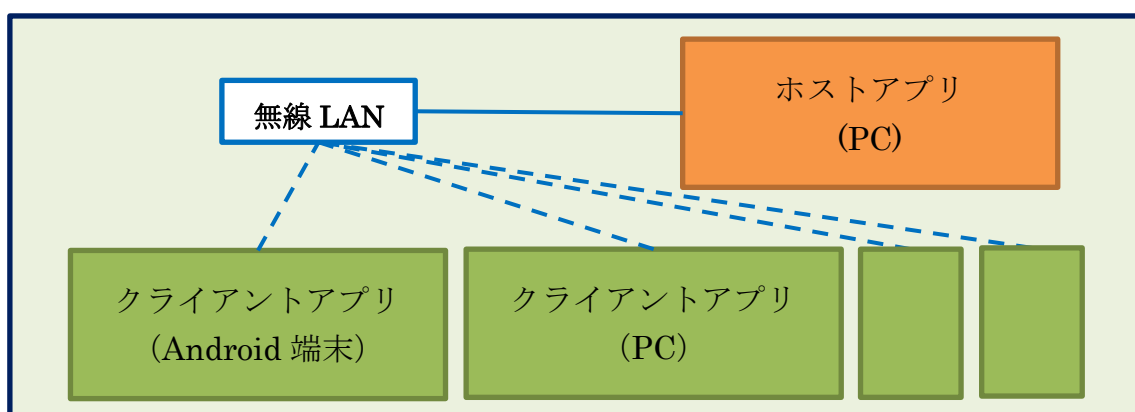 ホストアプリ
(PC)
無線 LAN
クライアントアプリ
（Android 端末）
クライアントアプリ
（PC）